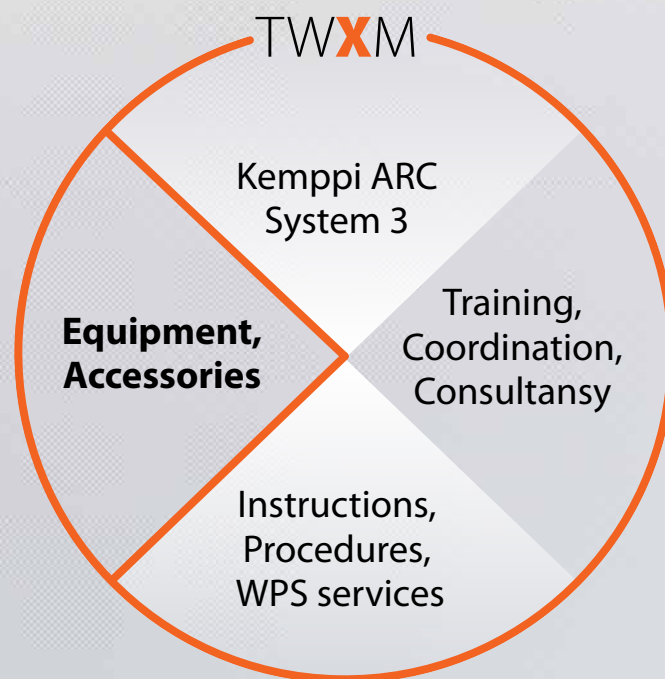 TWXM
Kemppi ARC
System 3
Equipment,
Accessories
Training,
Coordination,
Consultansy
Instructions,
Procedures,
WPS services